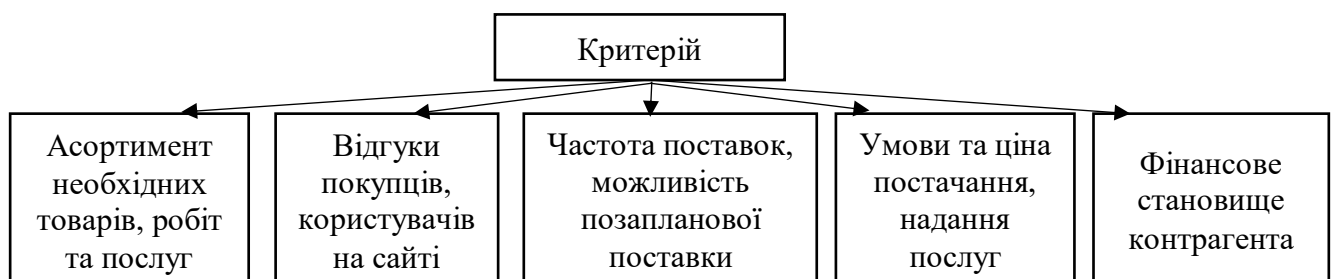 Критерій
Асортимент
необхідних
товарів, робіт
та послуг
Відгуки
покупців,
користувачів
на сайті
Частота поставок,
можливість
позапланової
поставки
Умови та ціна
постачання,
надання
послуг
Фінансове
становище
контрагента